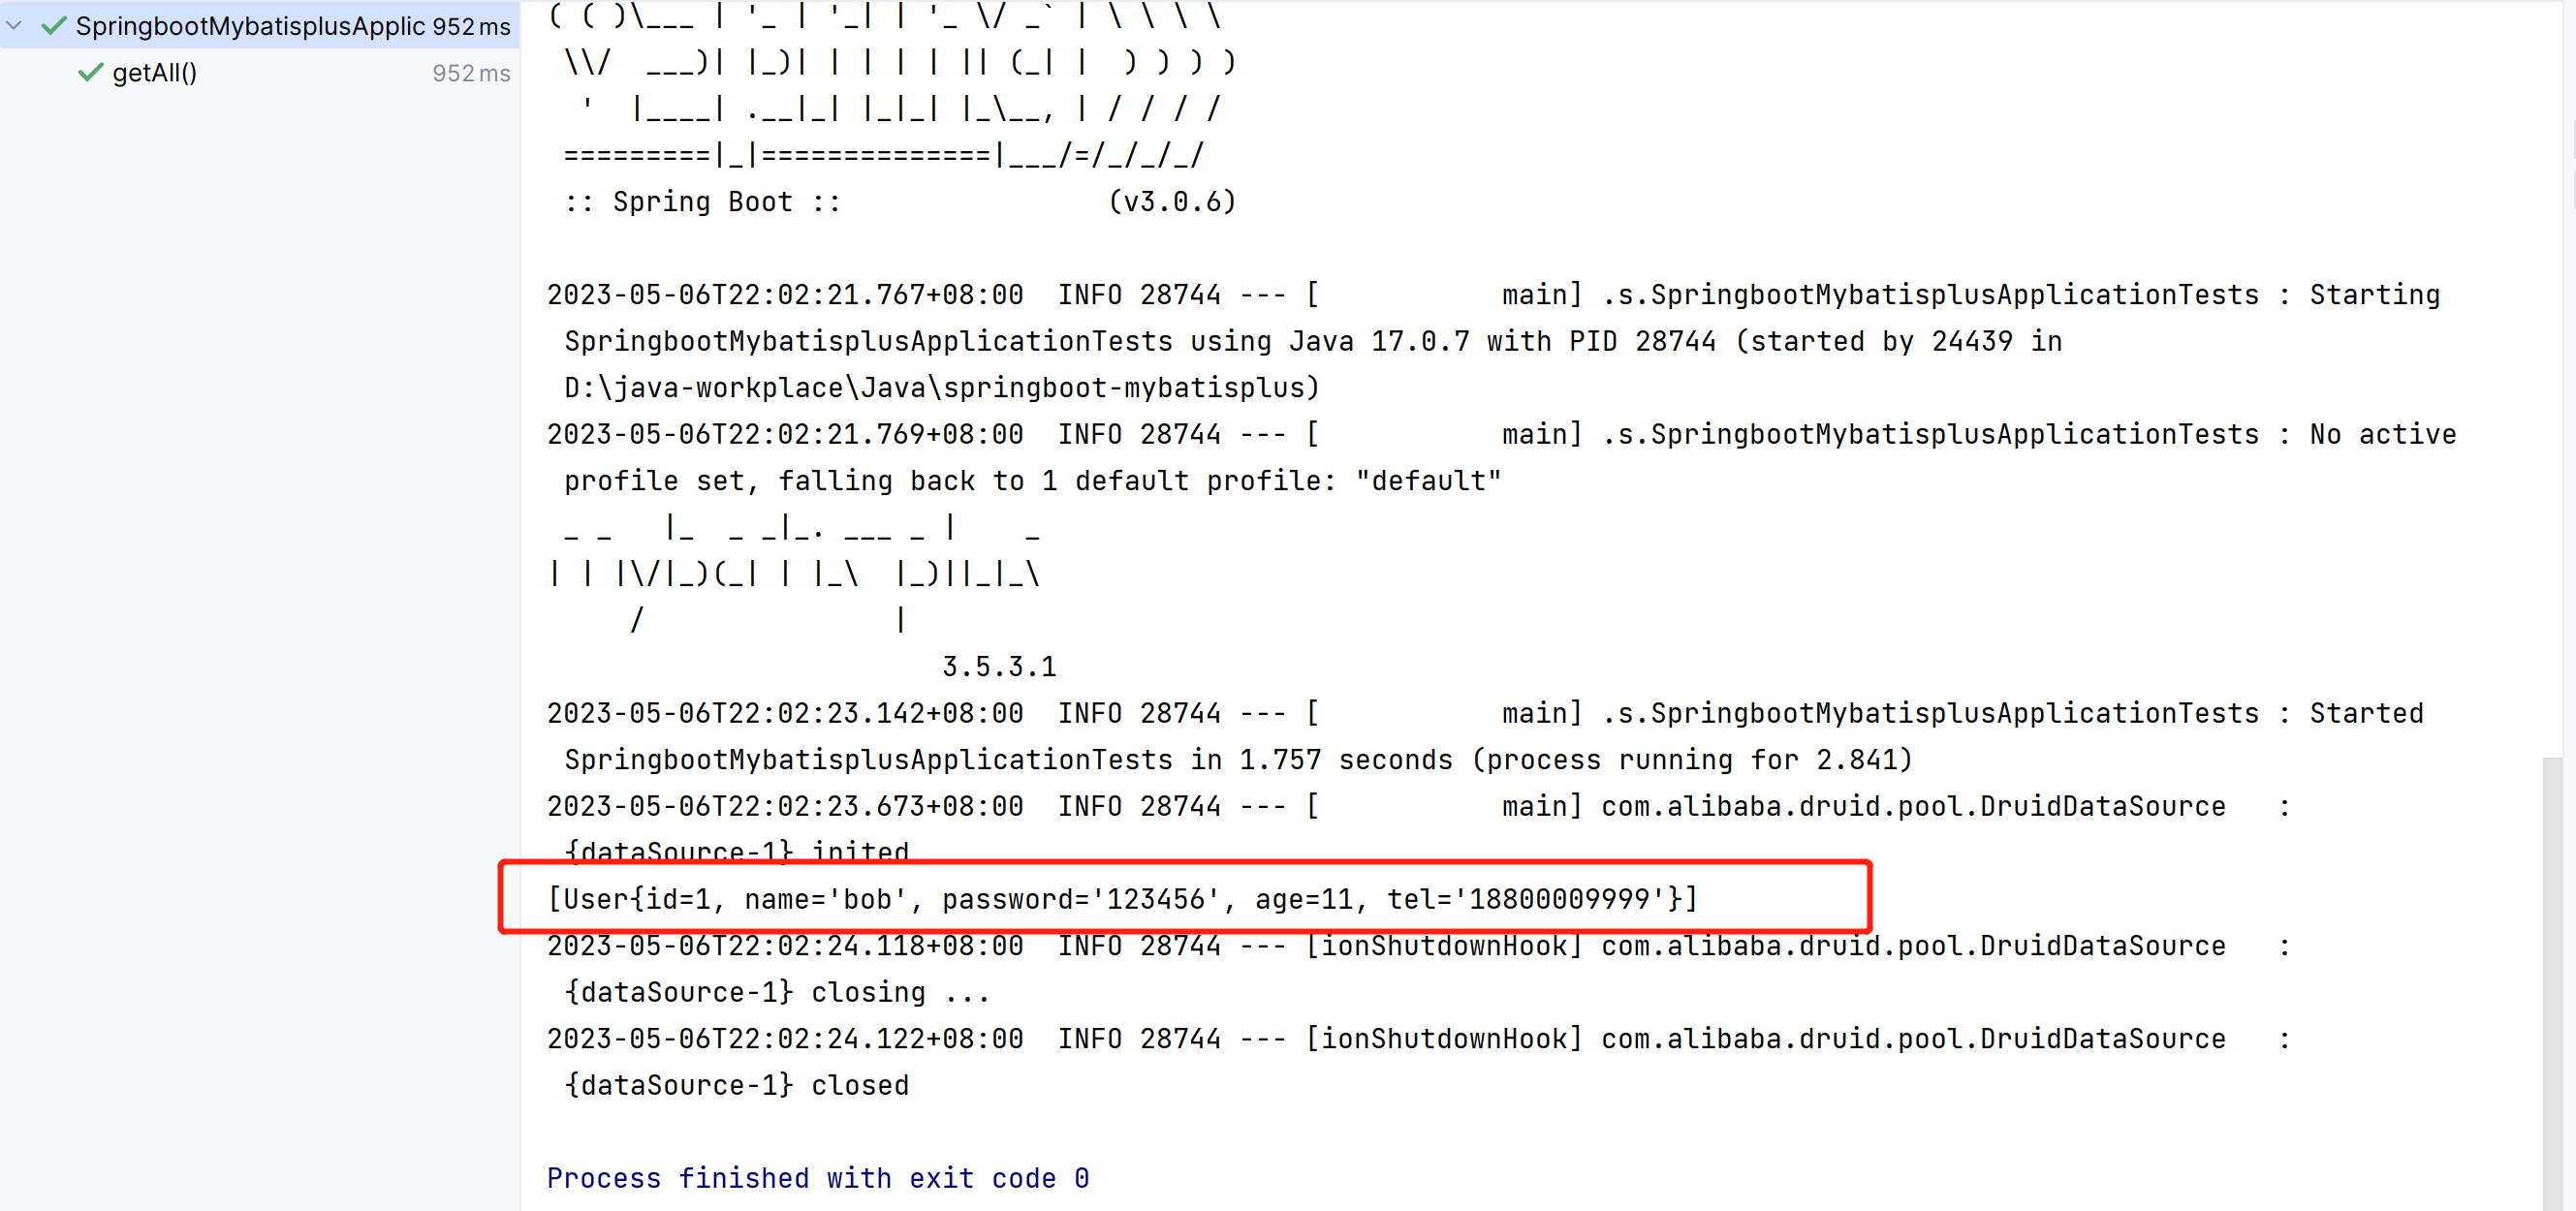 SpringbootMybatisplusApplic 952 ms
getAll() 952 ms
( ( )\___ | '_ | '_| | '_ \/ _` | \ \ \ \
 \\/  ___)| |_)| | | | | || (_| |  ) ) ) )
  '  |____| .__|_| |_|_| |_\__, | / / / /
 =========|_|==============|___/=/_/_/_/
 :: Spring Boot ::                (v3.0.6)
2023-05-06T22:02:21.767+08:00  INFO 28744 --- [           main] .s.SpringbootMybatisplusApplicationTests : Starting
 SpringbootMybatisplusApplicationTests using Java 17.0.7 with PID 28744 (started by 24439 in
 D:\java-workplace\Java\springboot-mybatisplus)
2023-05-06T22:02:21.769+08:00  INFO 28744 --- [           main] .s.SpringbootMybatisplusApplicationTests : No active
 profile set, falling back to 1 default profile: "default"
 _ _   |_  _ _|_. ___ _ |    _
| | |\/|_)(_| | |_\  |_)||_|_\
     /               |
                        3.5.3.1
2023-05-06T22:02:23.142+08:00  INFO 28744 --- [           main] .s.SpringbootMybatisplusApplicationTests : Started
 SpringbootMybatisplusApplicationTests in 1.757 seconds (process running for 2.841)
2023-05-06T22:02:23.673+08:00  INFO 28744 --- [           main] com.alibaba.druid.pool.DruidDataSource   :
 {dataSource-1} inited
[User{id=1, name='bob', password='123456', age=11, tel='18800009999'}]
2023-05-06T22:02:24.118+08:00  INFO 28744 --- [ionShutdownHook] com.alibaba.druid.pool.DruidDataSource   :
 {dataSource-1} closing ...
2023-05-06T22:02:24.122+08:00  INFO 28744 --- [ionShutdownHook] com.alibaba.druid.pool.DruidDataSource   :
 {dataSource-1} closed
Process finished with exit code 0